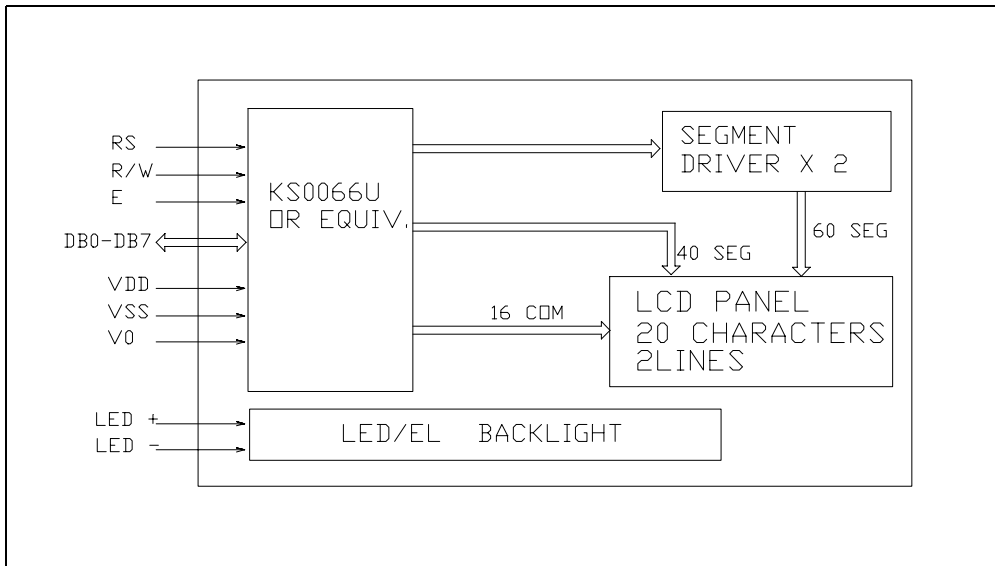 RS
R/W
E
DB0-DB7
VDD
VSS
V0
LED +
LED -
KS0066U
OR EQUIV.
SEGMENT
DRIVER X 2
60 SEG
40 SEG
16 COM
LCD PANEL
20 CHARACTERS
2LINES
LED/EL BACKLIGHT